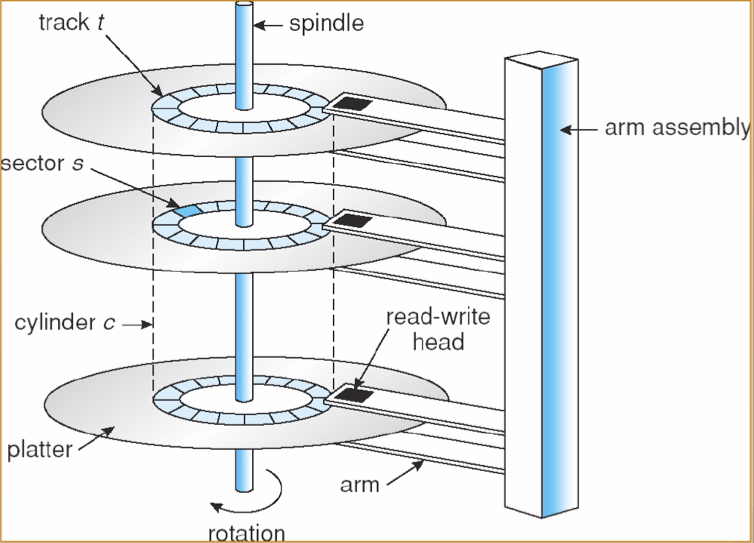 track t
spindle
arm assembly
sector s
cylinder c
read-write
head
platter
arm
rotation